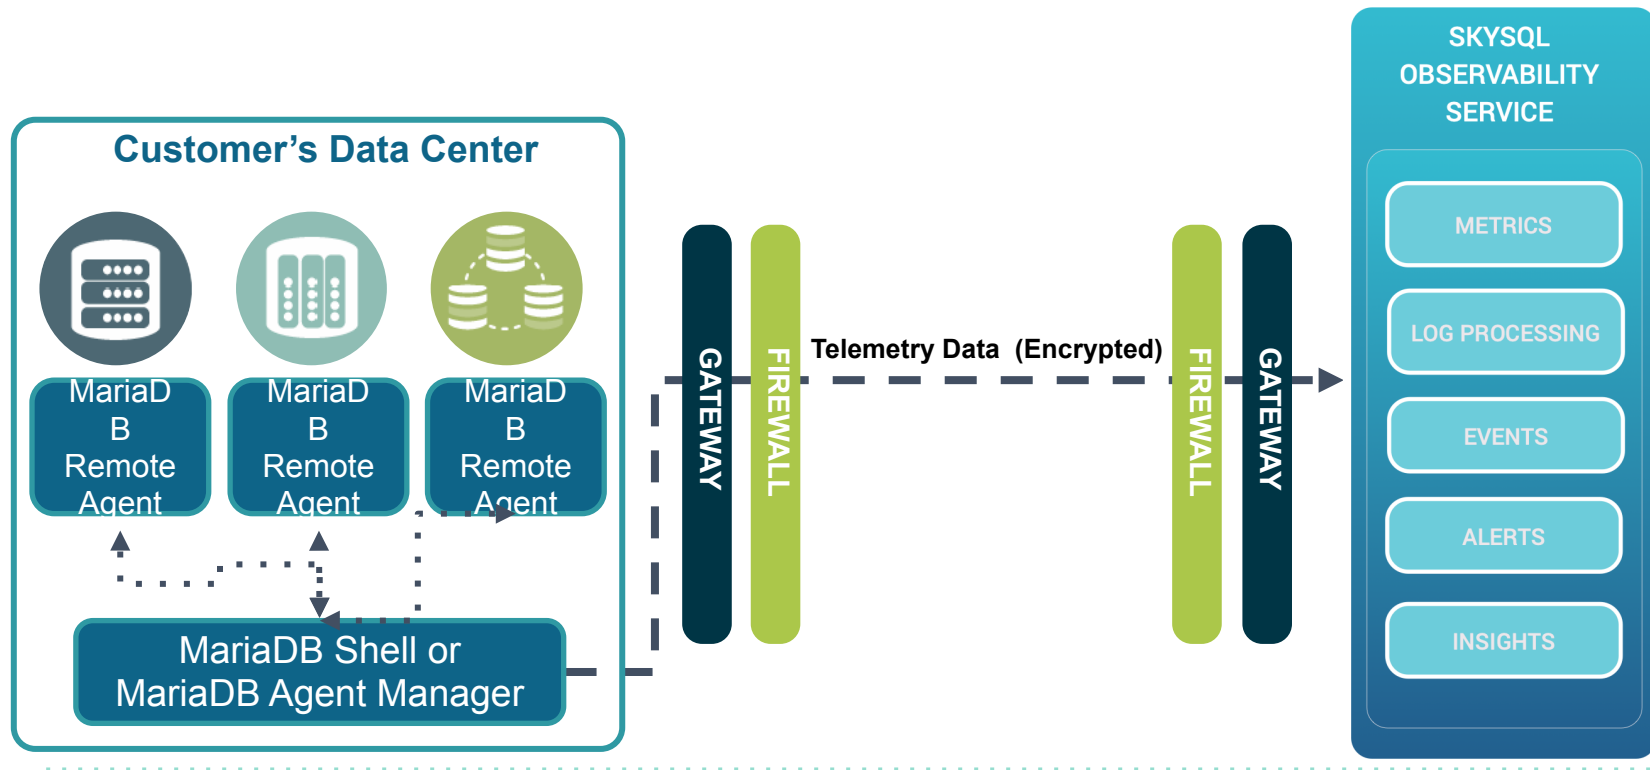 SKYSQL
OBSERVABILITY
SERVICE
Customer's Data Center
MariaD
B
Remote
Agent
MariaD
B
Remote
Agent
MariaD
B
Remote
Agent
MariaDB Shell or
MariaDB Agent Manager
GATEWAY
FIREWALL
Telemetry Data (Encrypted)
FIREWALL
GATEWAY
METRICS
LOG PROCESSING
EVENTS
ALERTS
INSIGHTS